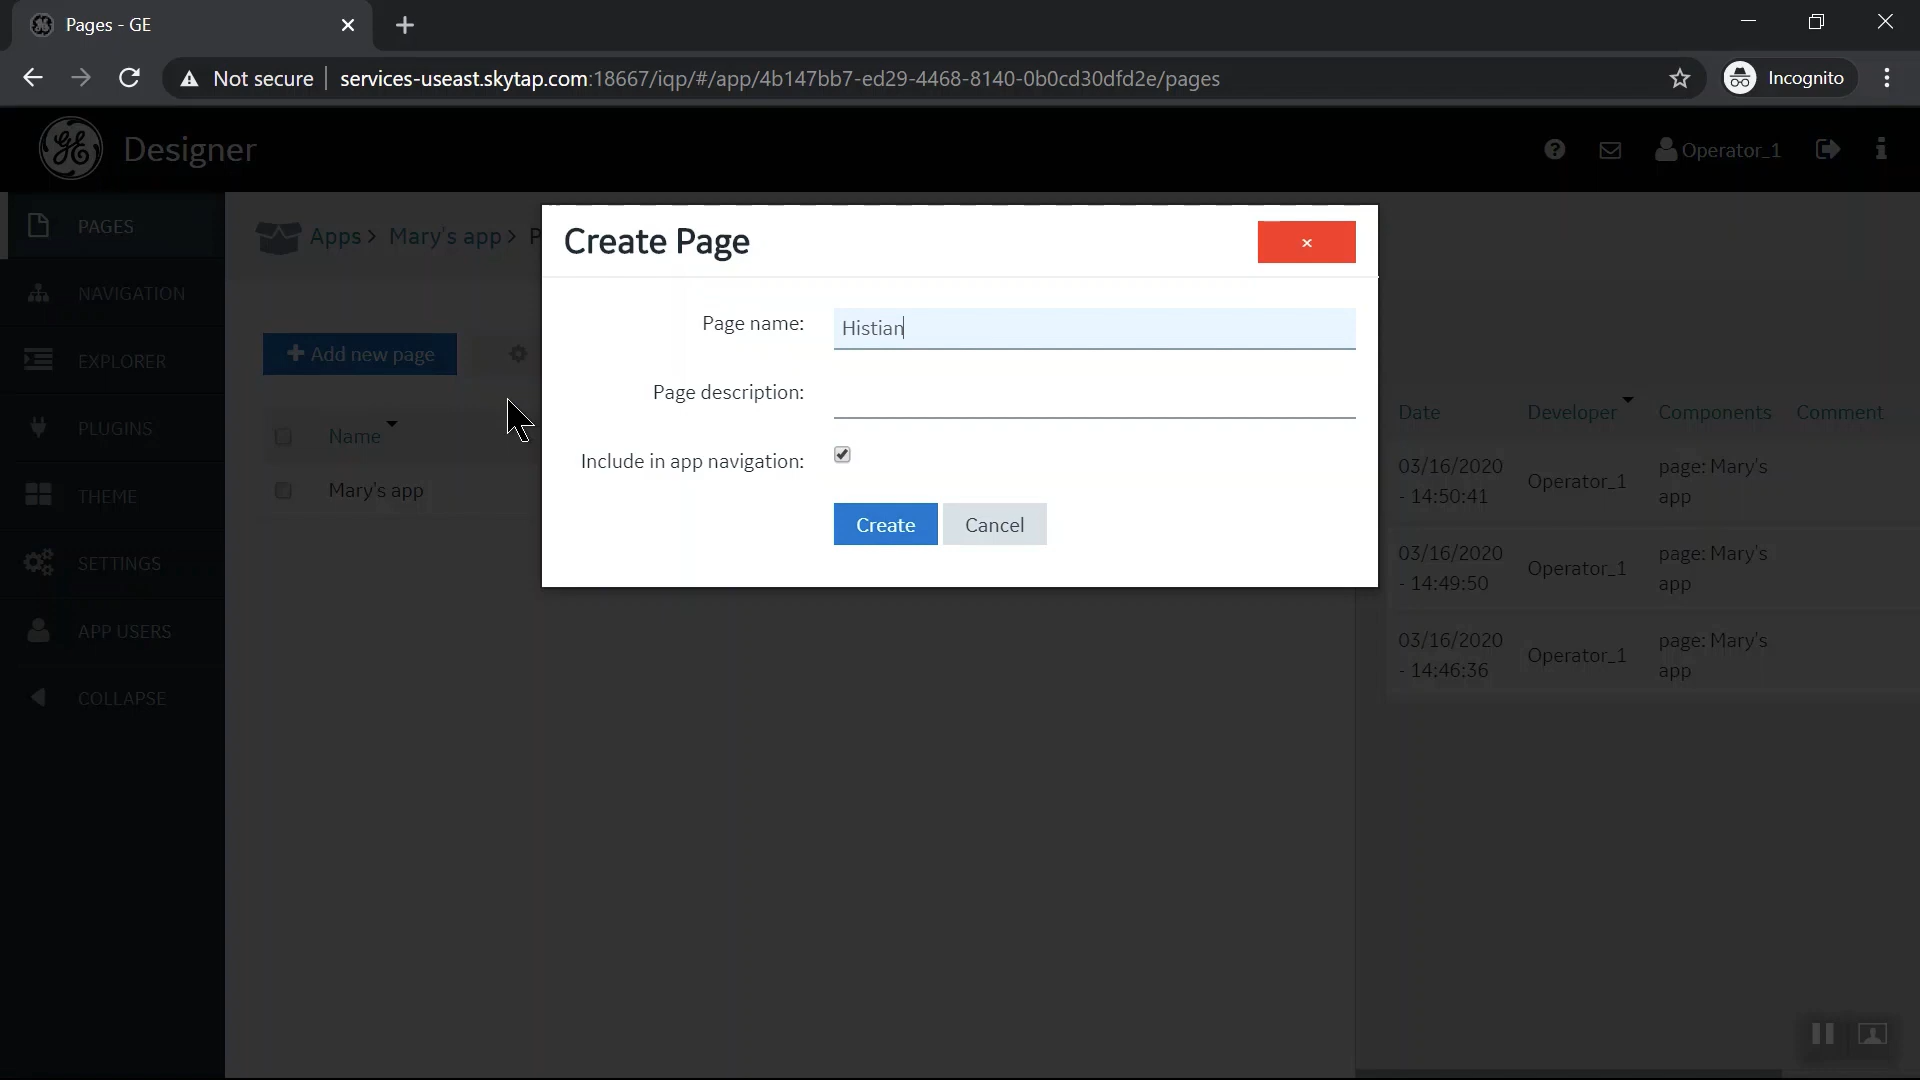 Pages - GE
Not secure services-useast.skytap.com:18667/iqp/#/app/4b147bb7-ed29-4468-8140-0b0cd30dfd2e/pages
Incognito
GE Designer
Operator_1
PAGES
NAVIGATION
EXPLORER
PLUGINS
THEME
SETTINGS
APP USERS
COLLAPSE
Apps > Mary's app > P
Add new page
Name
Mary's app
Create Page
×
Page name: Histian
Page description:
Include in app navigation:
Create Cancel
Date Developer Components Comment
03/16/2020 - 14:50:41 Operator_1 page: Mary's app
03/16/2020 - 14:49:50 Operator_1 page: Mary's app
03/16/2020 - 14:46:36 Operator_1 page: Mary's app